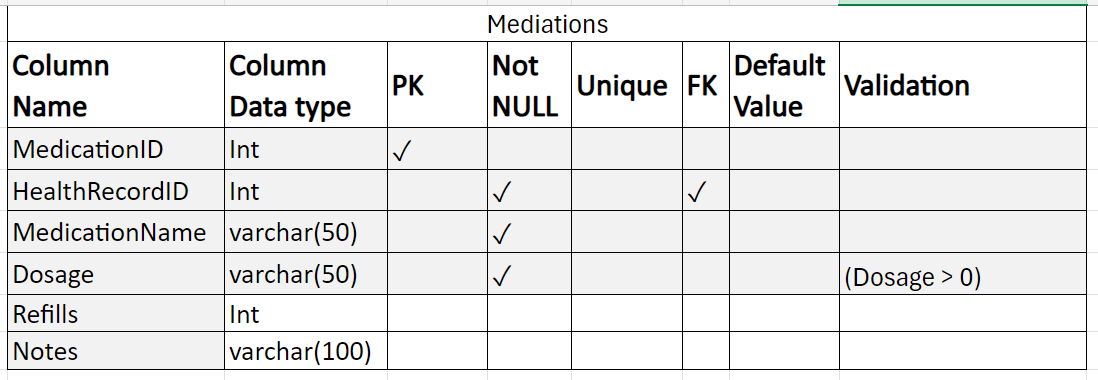 Mediations
Column Name Column Data type PK Not NULL Unique FK Default Value Validation
MedicationID Int ✓
HealthRecordID Int ✓ ✓
MedicationName varchar(50) ✓
Dosage varchar(50) ✓ (Dosage > 0)
Refills Int
Notes varchar(100)